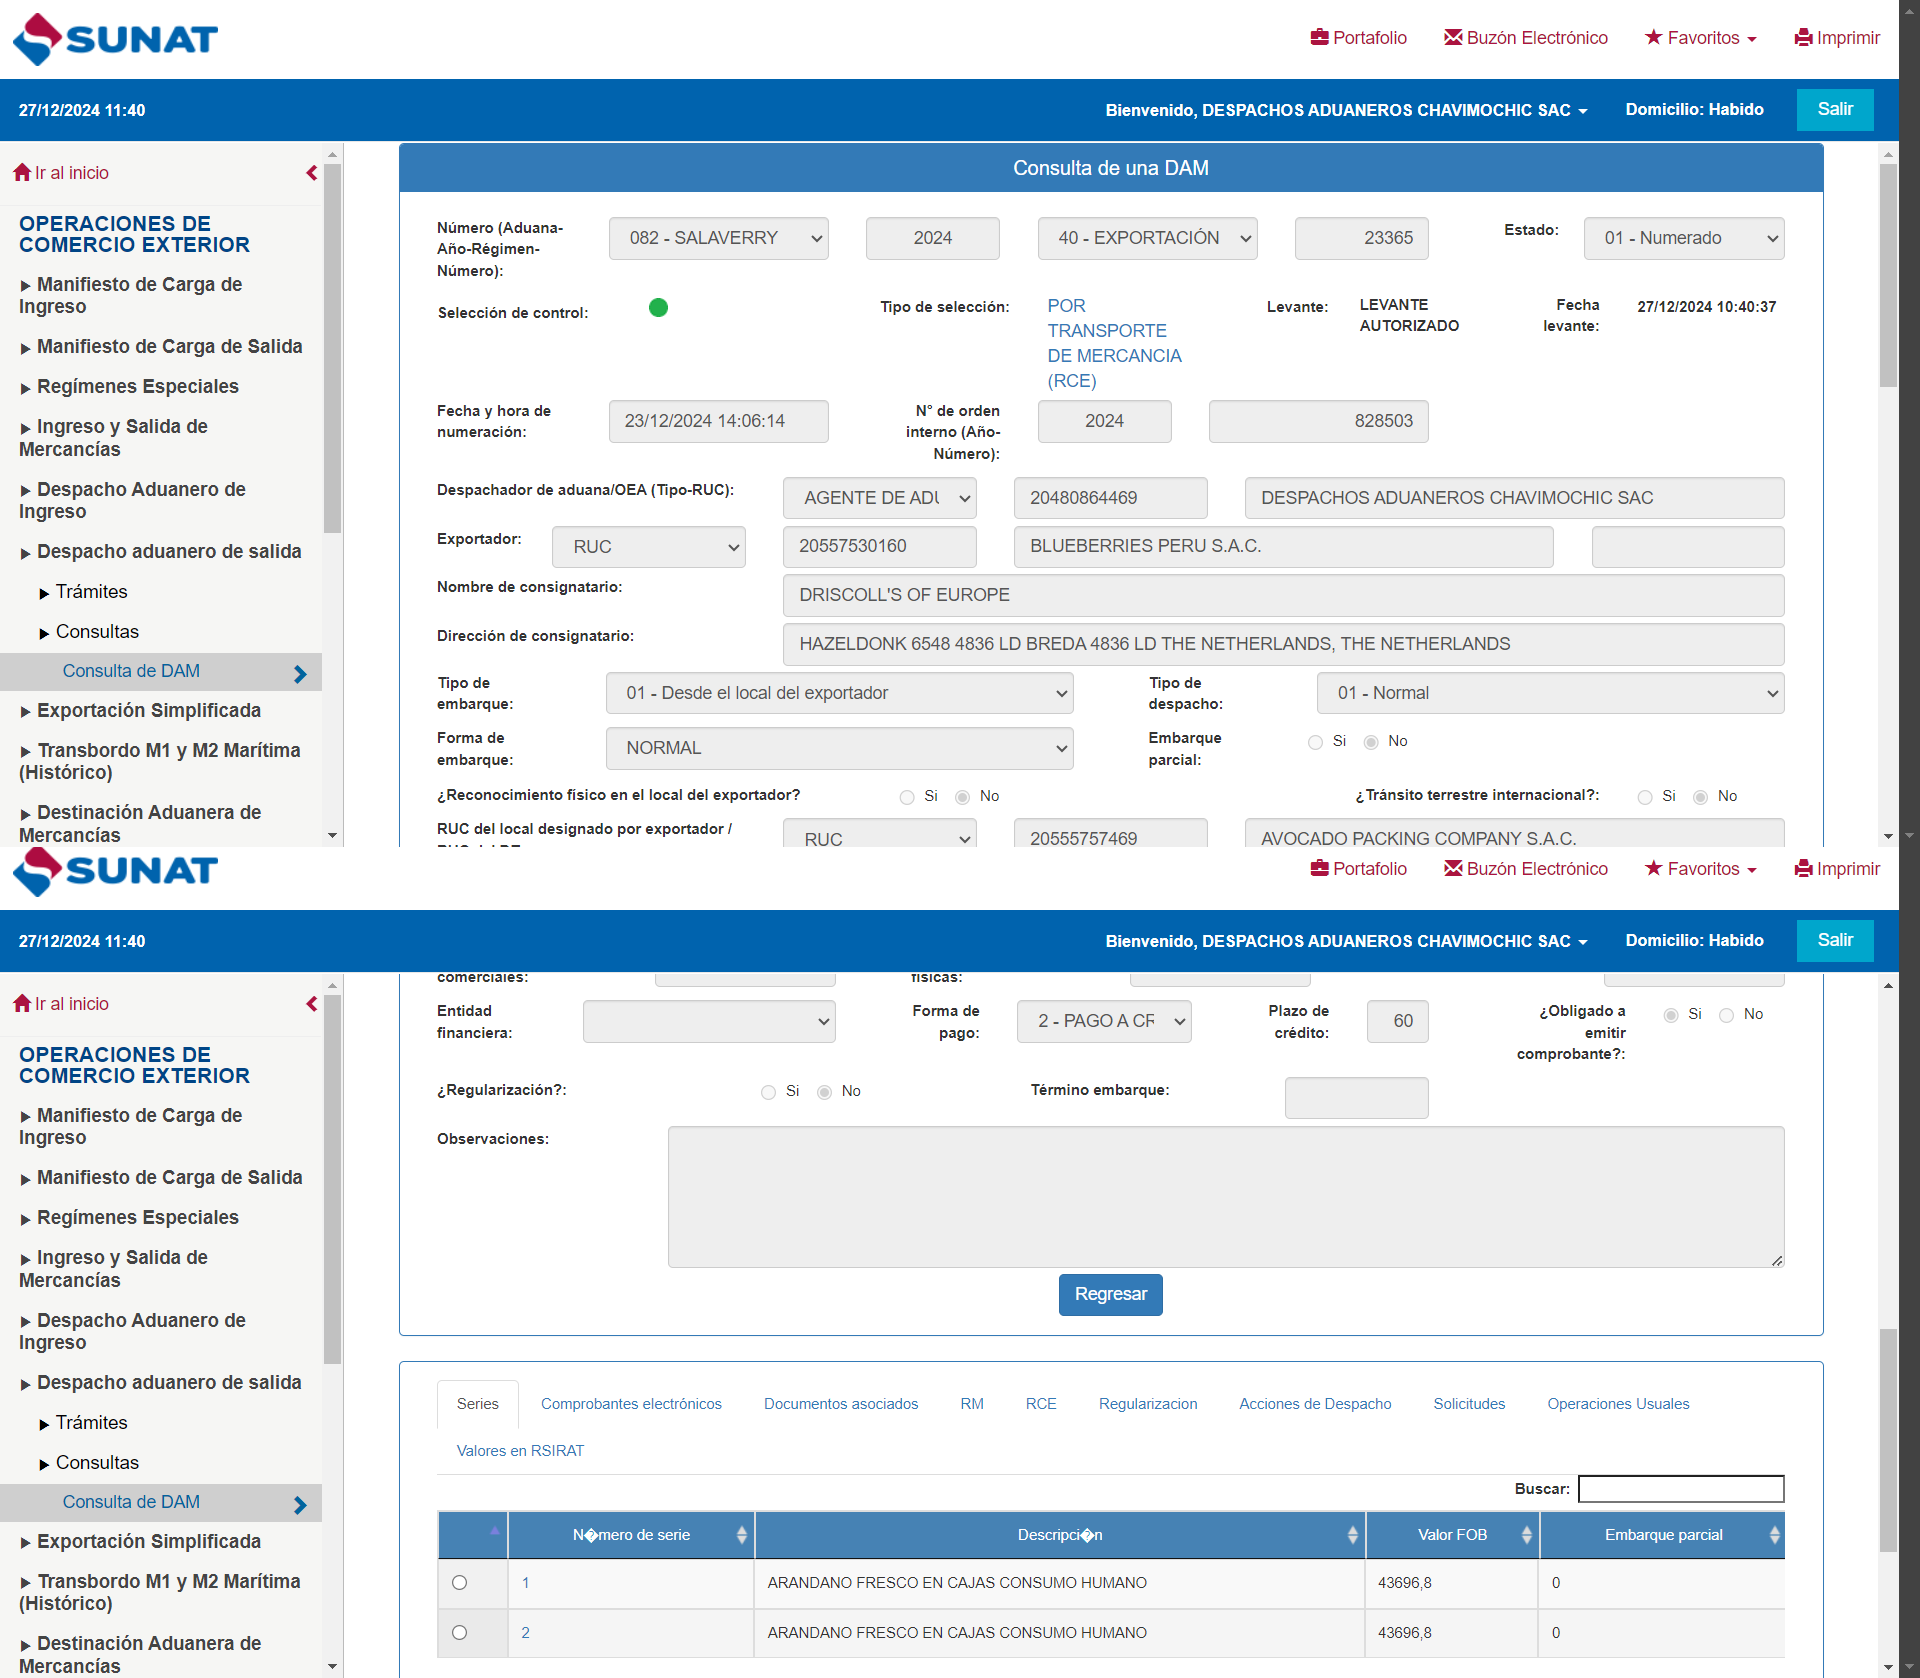 SUNAT
Portafolio Buzón Electrónico Favoritos Imprimir
27/12/2024 11:40 Bienvenido, DESPACHOS ADUANEROS CHAVIMOCHIC SAC Domicilio: Habido Salir
Ir al inicio
OPERACIONES DE
COMERCIO EXTERIOR
Manifiesto de Carga de
Ingreso
Manifiesto de Carga de Salida
Regímenes Especiales
Ingreso y Salida de
Mercancías
Despacho Aduanero de
Ingreso
Despacho aduanero de salida
Trámites
Consultas
Consulta de DAM
Exportación Simplificada
Transbordo M1 y M2 Marítima
(Histórico)
Destinación Aduanera de
Mercancías
Consulta de una DAM
Número (Aduana-
Año-Régimen-
Número):
082 - SALAVERRY 2024 40 - EXPORTACIÓN 23365 Estado: 01 - Numerado
Selección de control:
Tipo de selección:
POR
TRANSPORTE
DE MERCANCIA
(RCE)
Levante:
LEVANTE
AUTORIZADO
Fecha
levante:
27/12/2024 10:40:37
Fecha y hora de
numeración:
23/12/2024 14:06:14
N° de orden
interno (Año-
Número):
2024 828503
Despachador de aduana/OEA (Tipo-RUC): AGENTE DE ADU 20480864469 DESPACHOS ADUANEROS CHAVIMOCHIC SAC
Exportador: RUC 20557530160 BLUEBERRIES PERU S.A.C.
Nombre de consignatario: DRISCOLL'S OF EUROPE
Dirección de consignatario: HAZELDONK 6548 4836 LD BREDA 4836 LD THE NETHERLANDS, THE NETHERLANDS
Tipo de
embarque:
01 - Desde el local del exportador
Tipo de
despacho:
01 - Normal
Forma de
embarque:
NORMAL
Embarque
parcial:
Si No
¿Reconocimiento físico en el local del exportador? Si No ¿Tránsito terrestre internacional?: Si No
RUC del local designado por exportador /
RUC 20555757469 AVOCADO PACKING COMPANY S.A.C.
SUNAT
Portafolio Buzón Electrónico Favoritos Imprimir
27/12/2024 11:40 Bienvenido, DESPACHOS ADUANEROS CHAVIMOCHIC SAC Domicilio: Habido Salir
Ir al inicio
OPERACIONES DE
COMERCIO EXTERIOR
Manifiesto de Carga de
Ingreso
Manifiesto de Carga de Salida
Regímenes Especiales
Ingreso y Salida de
Mercancías
Despacho Aduanero de
Ingreso
Despacho aduanero de salida
Trámites
Consultas
Consulta de DAM
Exportación Simplificada
Transbordo M1 y M2 Marítima
(Histórico)
Destinación Aduanera de
Mercancías
comerciales: físicas:
Entidad
financiera:
Forma de
pago:
2 - PAGO A CR
Plazo de
crédito:
60
¿Obligado a
emitir
comprobante?:
Si No
¿Regularización?: Si No Término embarque:
Observaciones:
Regresar
Series Comprobantes electrónicos Documentos asociados RM RCE Regularizacion Acciones de Despacho Solicitudes Operaciones Usuales
Valores en RSIRAT
Buscar:
N�mero de serie Descripci�n Valor FOB Embarque parcial
1 ARANDANO FRESCO EN CAJAS CONSUMO HUMANO 43696,8 0
2 ARANDANO FRESCO EN CAJAS CONSUMO HUMANO 43696,8 0